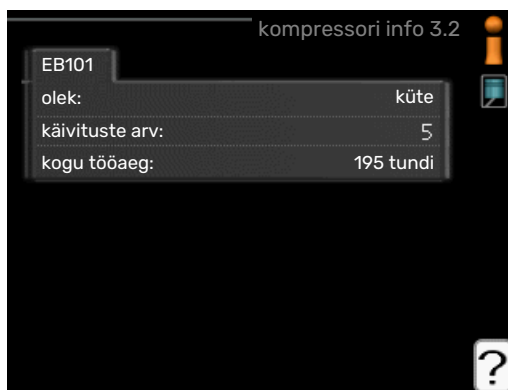 kompressori info 3.2
EB101
olek: küte
käivituste arv: 5
kogu tööaeg: 195 tundi
?